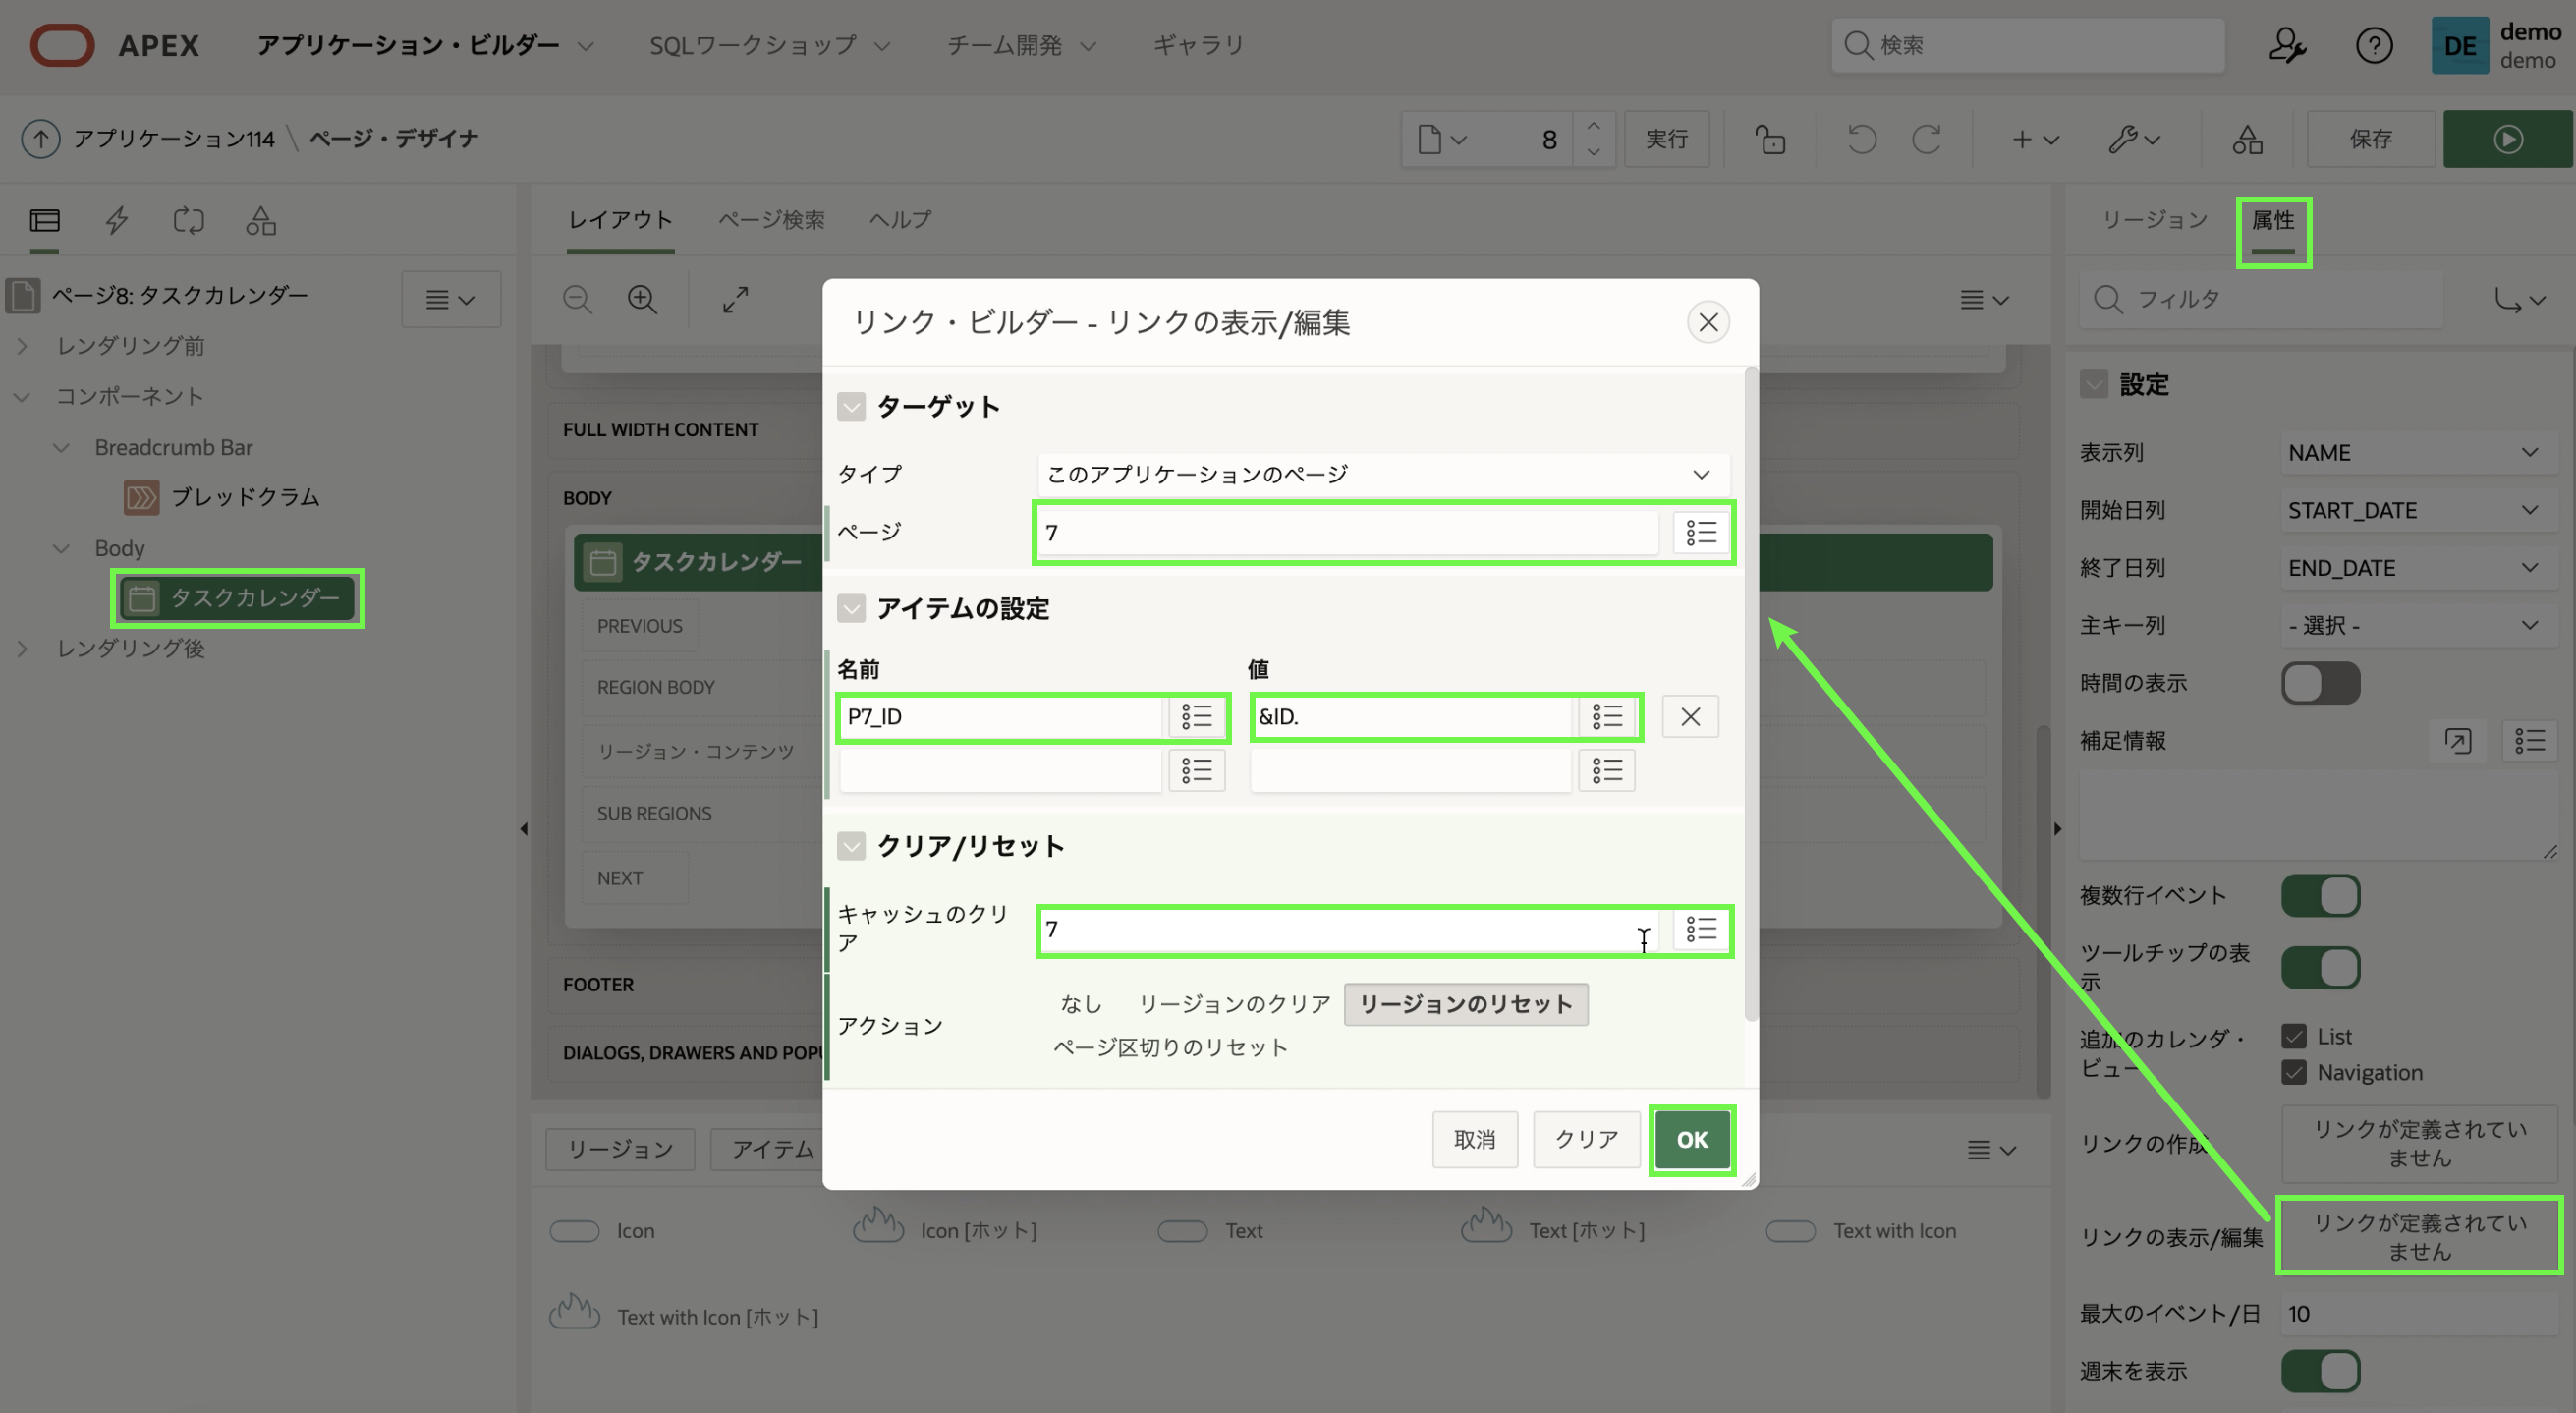 APEX アプリケーション・ビルダー SQLワークショップ チーム開発 ギャラリ 検索 DE demo
demo
アプリケーション114 \ ページ・デザイナ 8 実行 保存
レイアウト ページ検索 ヘルプ リージョン 属性
ページ8: タスクカレンダー
レンダリング前
コンポーネント
Breadcrumb Bar
ブレッドクラム
Body
タスクカレンダー
レンダリング後
FULL WIDTH CONTENT
BODY
タスクカレンダー
PREVIOUS
REGION BODY
リージョン・コンテンツ
SUB REGIONS
NEXT
FOOTER
DIALOGS, DRAWERS AND POPU
リージョン アイテム
Icon Icon [ホット] Text Text [ホット] Text with Icon
Text with Icon [ホット]
リンク・ビルダー - リンクの表示/編集
ターゲット
タイプ このアプリケーションのページ
ページ 7
アイテムの設定
名前 値
P7_ID &ID.
クリア/リセット
キャッシュのクリ
ア
7
アクション
なし リージョンのクリア リージョンのリセット
ページ区切りのリセット
取消 クリア OK
フィルタ
設定
表示列 NAME
開始日列 START_DATE
終了日列 END_DATE
主キー列 - 選択 -
時間の表示
補足情報
複数行イベント
ツールチップの表
示
追加のカレンダ・
ビュー
List
Navigation
リンクの作成 リンクが定義されてい
ません
リンクの表示/編集 リンクが定義されてい
ません
最大のイベント/日 10
週末を表示